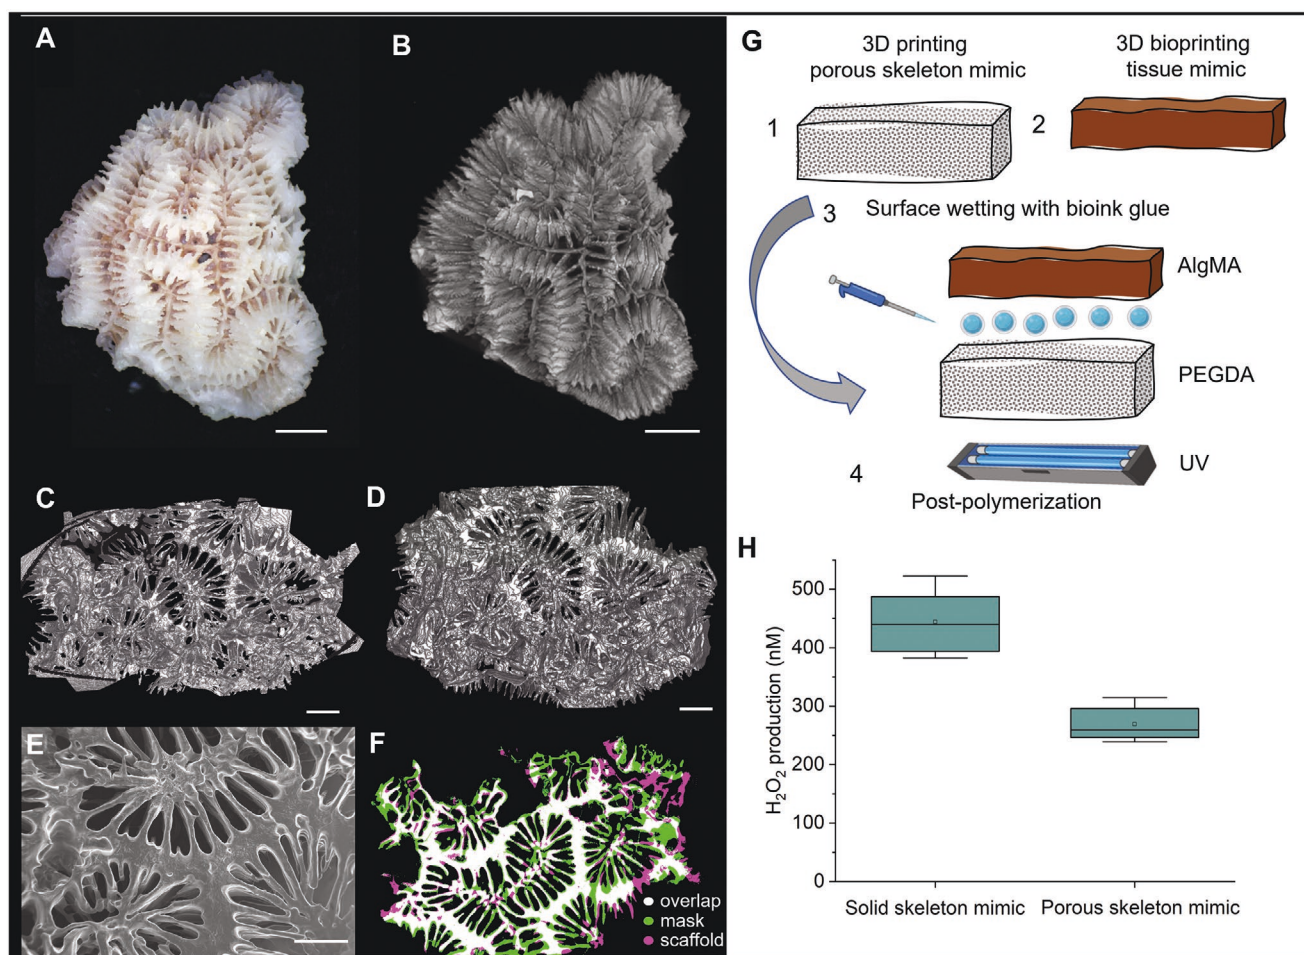 A
B
C
D
E
F
overlap
mask
scaffold
G
3D printing
porous skeleton mimic
3D bioprinting
tissue mimic
1
2
3
Surface wetting with bioink glue
AlgMA
PEGDA
UV
4
Post-polymerization
H
H₂O₂ production (nM)
500
400
300
200
100
0
Solid skeleton mimic
Porous skeleton mimic